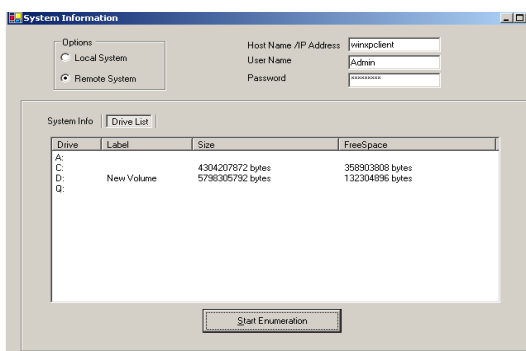 System Information
Options
Local System
Remote System
Host Name /IP Address winxpclient
User Name Admin
Password xxxxxxxxx
System Info Drive List
Drive Label Size FreeSpace
A:
C: 4304207872 bytes 358903808 bytes
D: New Volume 5798305792 bytes 132304896 bytes
Q:
Start Enumeration